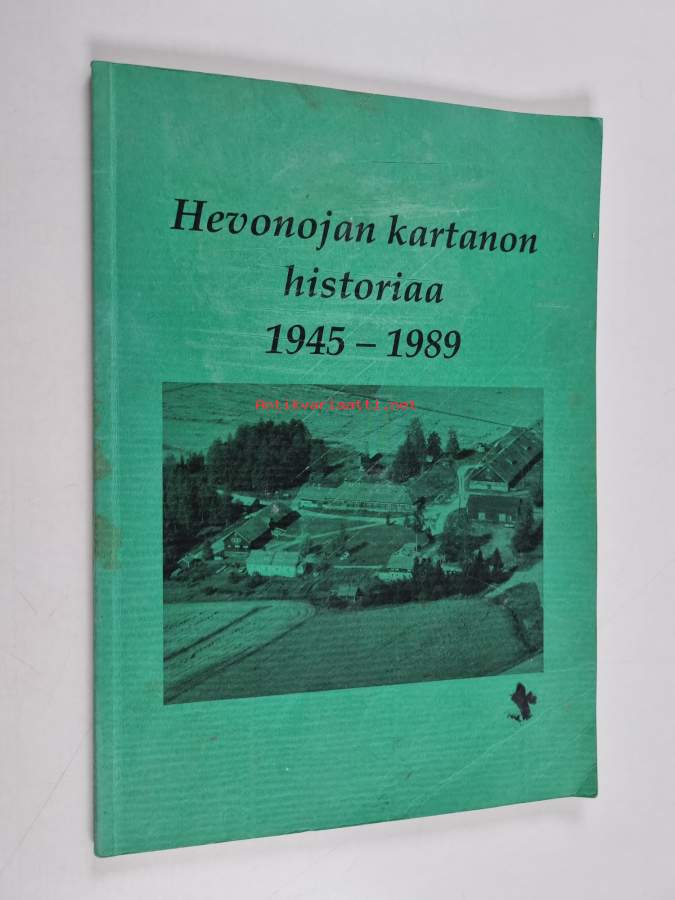 Hevonojan kartanon
historiaa
1945 – 1989
Antikvariaatti.net